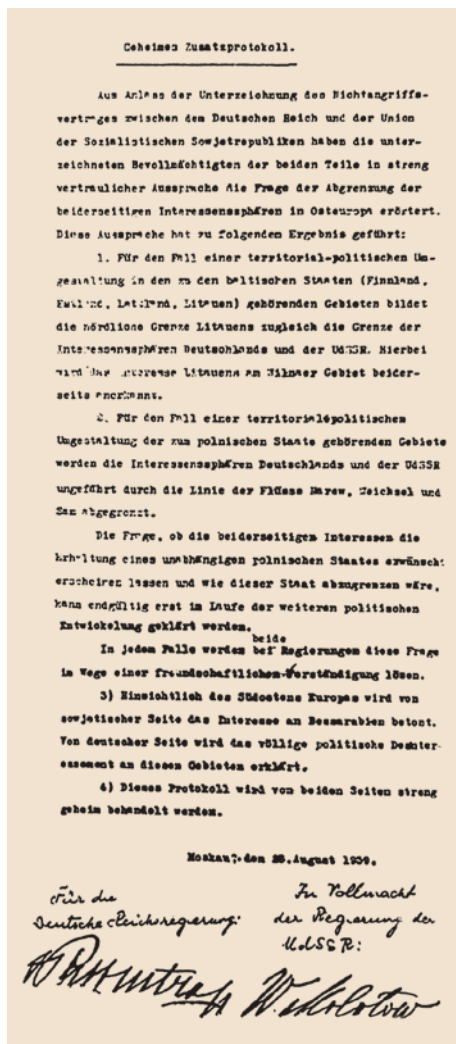 Geheimes Zusatzprotokoll.
Aus Anlass der Unterzeichnung des Nichtangriffs-
vertrages zwischen dem Deutschen Reich und der Union
der Sozialistischen Sowjetrepubliken haben die unter-
zeichneten Bevollmächtigten der beiden Teile in streng
vertraulicher Aussprache die Frage der Abgrenzung der
beiderseitigen Interessenssphären in Osteuropa erörtert.
Diese Aussprache hat zu folgendem Ergebnis geführt:
1. Für den Fall einer territorial-politischen Um-
gestaltung in den zu den baltischen Staaten (Finnland,
Estland, Lettland, Litauen) gehörenden Gebieten bildet
die nördliche Grenze Litauens zugleich die Grenze der
Interessenssphären Deutschlands und der UdSSR. Hierbei
wird das Interesse Litauens am Wilnaer Gebiet beider-
seits anerkannt.
2. Für den Fall einer territorial-politischen
Umgestaltung der zum polnischen Staate gehörenden Gebiete
werden die Interessenssphären Deutschlands und der UdSSR
ungefähr durch die Linie der Flüsse Narew, Weichsel und
San abgegrenzt.
Die Frage, ob die beiderseitigen Interessen die
Erhaltung eines unabhängigen polnischen Staates erwünscht
erscheinen lassen und wie dieser Staat abzugrenzen wäre,
kann endgültig erst im Laufe der weiteren politischen
Entwickelung geklärt werden.
In jedem Falle werden beide Regierungen diese Frage
im Wege einer freundschaftlichen Verständigung lösen.
3) Hinsichtlich des Südostens Europas wird von
sowjetischer Seite das Interesse an Bessarabien betont.
Von deutscher Seite wird das völlige politische Desinter-
essement an diesen Gebieten erklärt.
4) Dieses Protokoll wird von beiden Seiten streng
geheim behandelt werden.
Moskau, den 23. August 1939.
Für die
Deutsche Reichsregierung:
In Vollmacht
der Regierung der
UdSSR:
Ribbentrop
W. Molotow